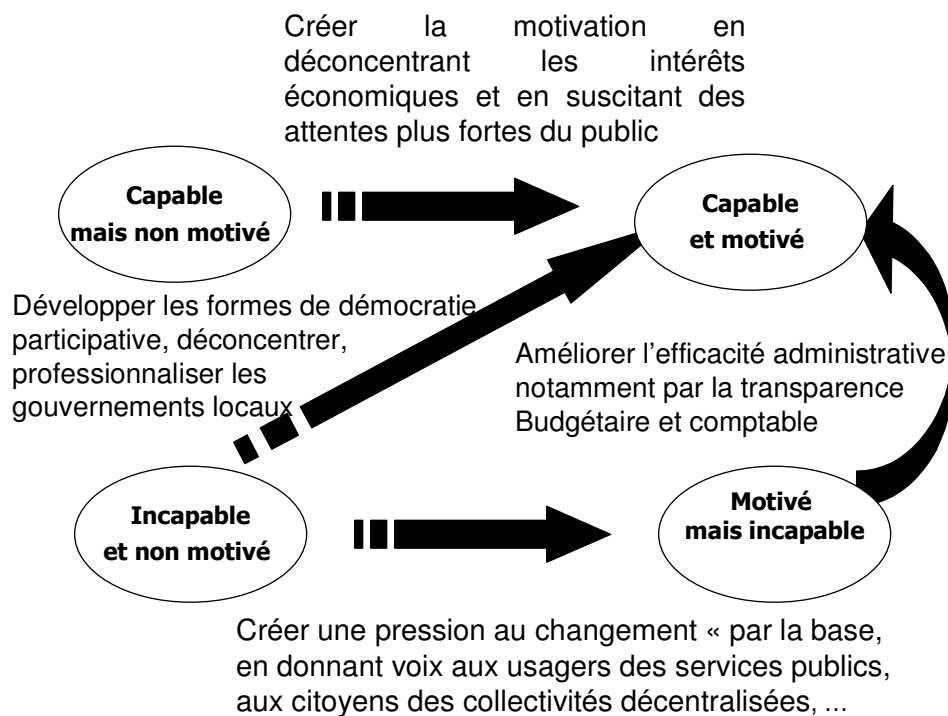 Créer la motivation en
déconcentrant les intérêts
économiques et en suscitant des
attentes plus fortes du public
Capable
mais non motivé
Capable
et motivé
Développer les formes de démocratie
participative, déconcentrer,
professionnaliser les
gouvernements locaux
Améliorer l’efficacité administrative
notamment par la transparence
Budgétaire et comptable
Incapable
et non motivé
Motivé
mais incapable
Créer une pression au changement « par la base,
en donnant voix aux usagers des services publics,
aux citoyens des collectivités décentralisées, ...